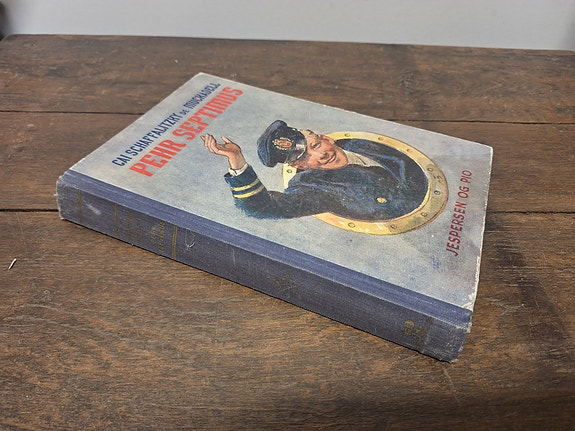 CAI SCHAFFALITZKY DE MUCKADELL
PEHR SEPTIMUS
JESPERSEN OG PIO